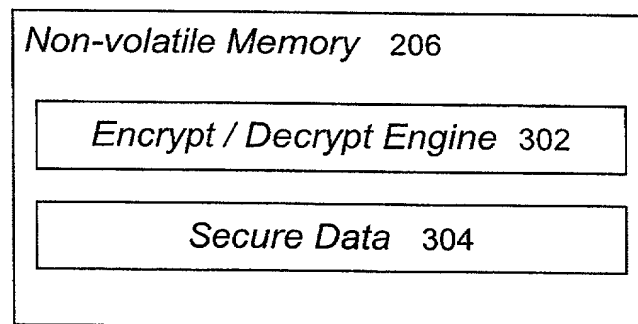 Non-volatile Memory 206
Encrypt / Decrypt Engine 302
Secure Data 304